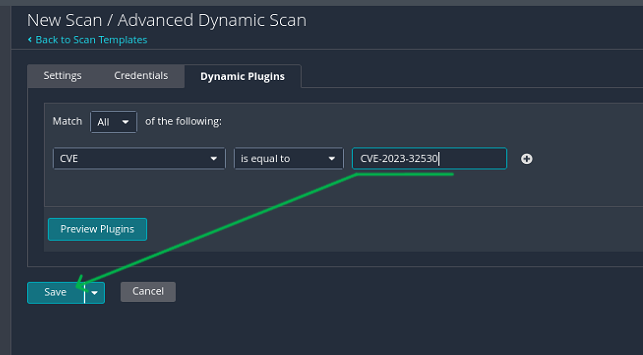 New Scan / Advanced Dynamic Scan
Back to Scan Templates
Settings Credentials Dynamic Plugins
Match All of the following:
CVE is equal to CVE-2023-32530
Preview Plugins
Save Cancel